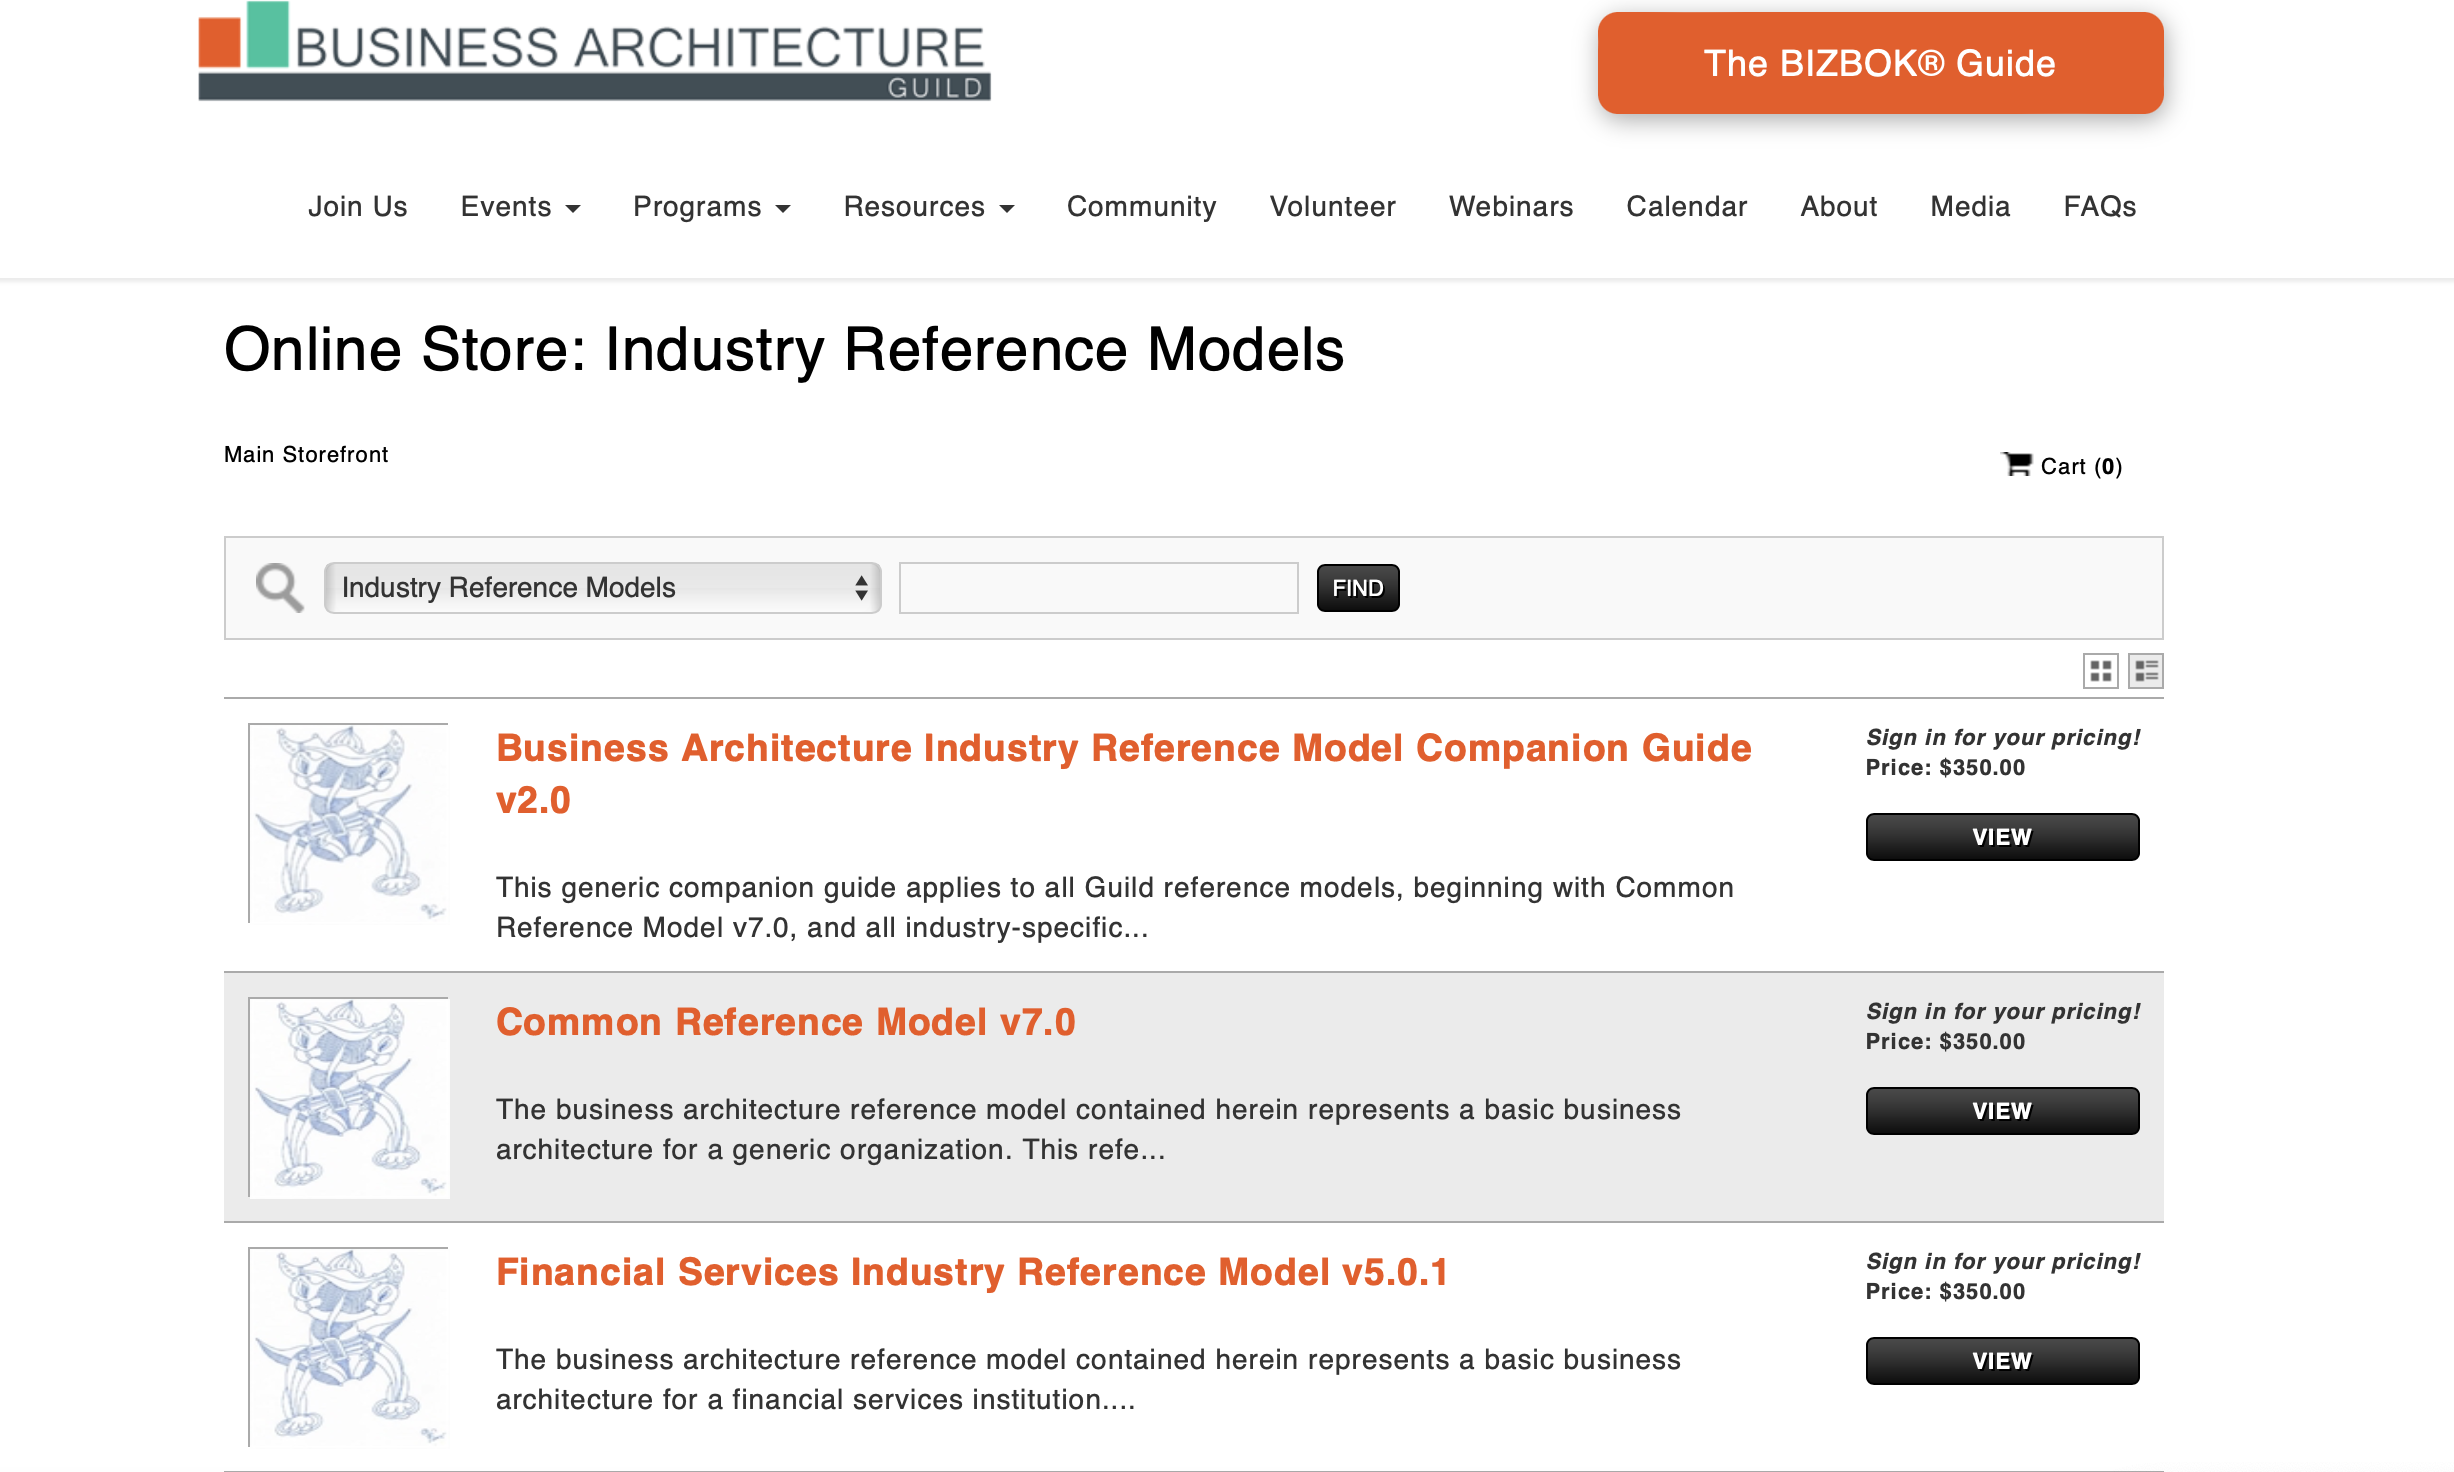 BUSINESS ARCHITECTURE
GUILD
The BIZBOK® Guide
Join Us Events Programs Resources Community Volunteer Webinars Calendar About Media FAQs
Online Store: Industry Reference Models
Main Storefront
Cart (0)
Industry Reference Models
FIND
Business Architecture Industry Reference Model Companion Guide
v2.0
This generic companion guide applies to all Guild reference models, beginning with Common
Reference Model v7.0, and all industry-specific...
Sign in for your pricing!
Price: $350.00
VIEW
Common Reference Model v7.0
The business architecture reference model contained herein represents a basic business
architecture for a generic organization. This refe...
Sign in for your pricing!
Price: $350.00
VIEW
Financial Services Industry Reference Model v5.0.1
The business architecture reference model contained herein represents a basic business
architecture for a financial services institution....
Sign in for your pricing!
Price: $350.00
VIEW